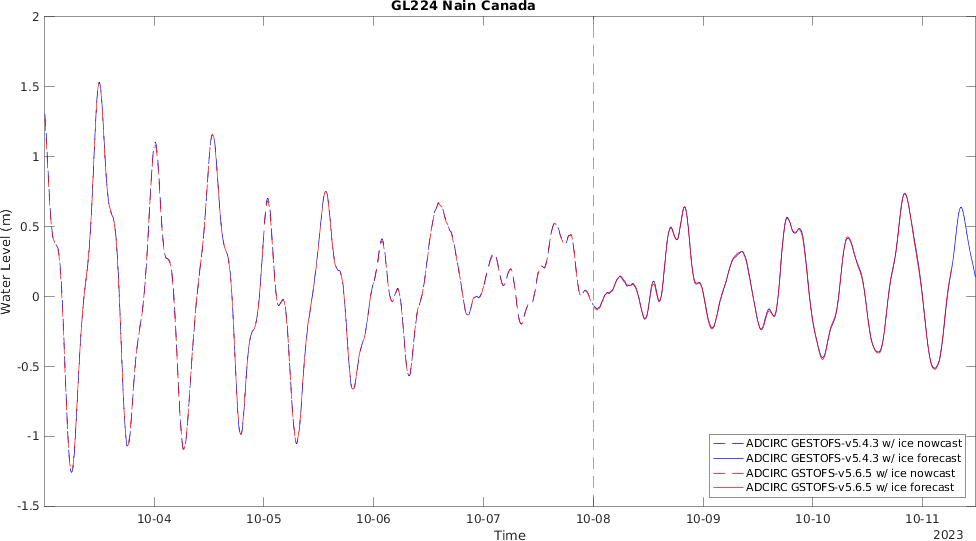 GL224 Nain Canada
2
1.5
1
0.5
0
-0.5
-1
-1.5
Water Level (m)
10-04 10-05 10-06 10-07 10-08 10-09 10-10 10-11
Time
2023
ADCIRC GESTOFS-v5.4.3 w/ ice nowcast
ADCIRC GESTOFS-v5.4.3 w/ ice forecast
ADCIRC GSTOFS-v5.6.5 w/ ice nowcast
ADCIRC GSTOFS-v5.6.5 w/ ice forecast